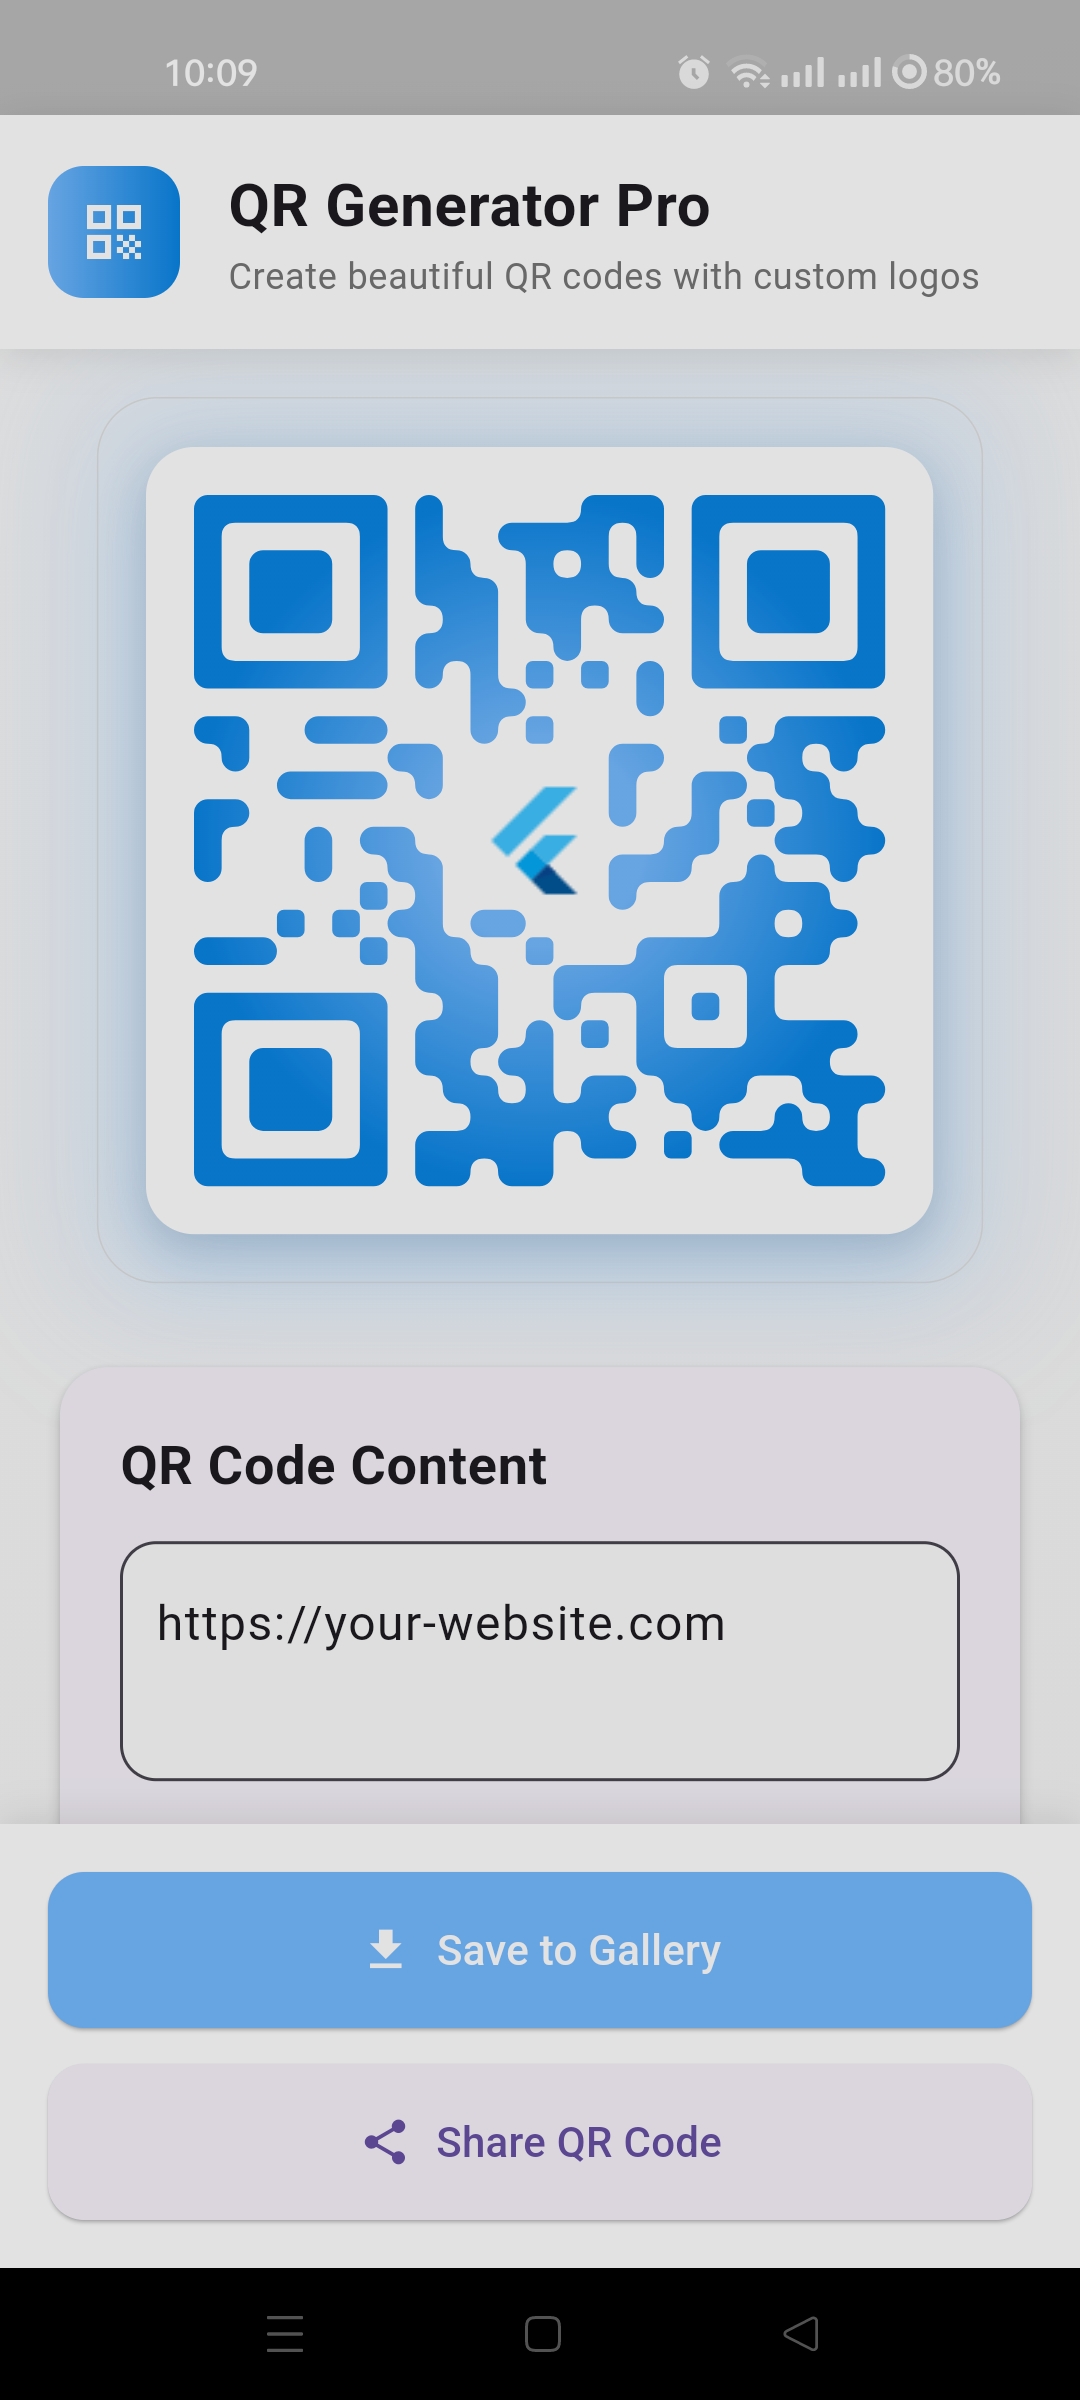 10:09
80%
QR Generator Pro
Create beautiful QR codes with custom logos
QR Code Content
https://your-website.com
Save to Gallery
Share QR Code